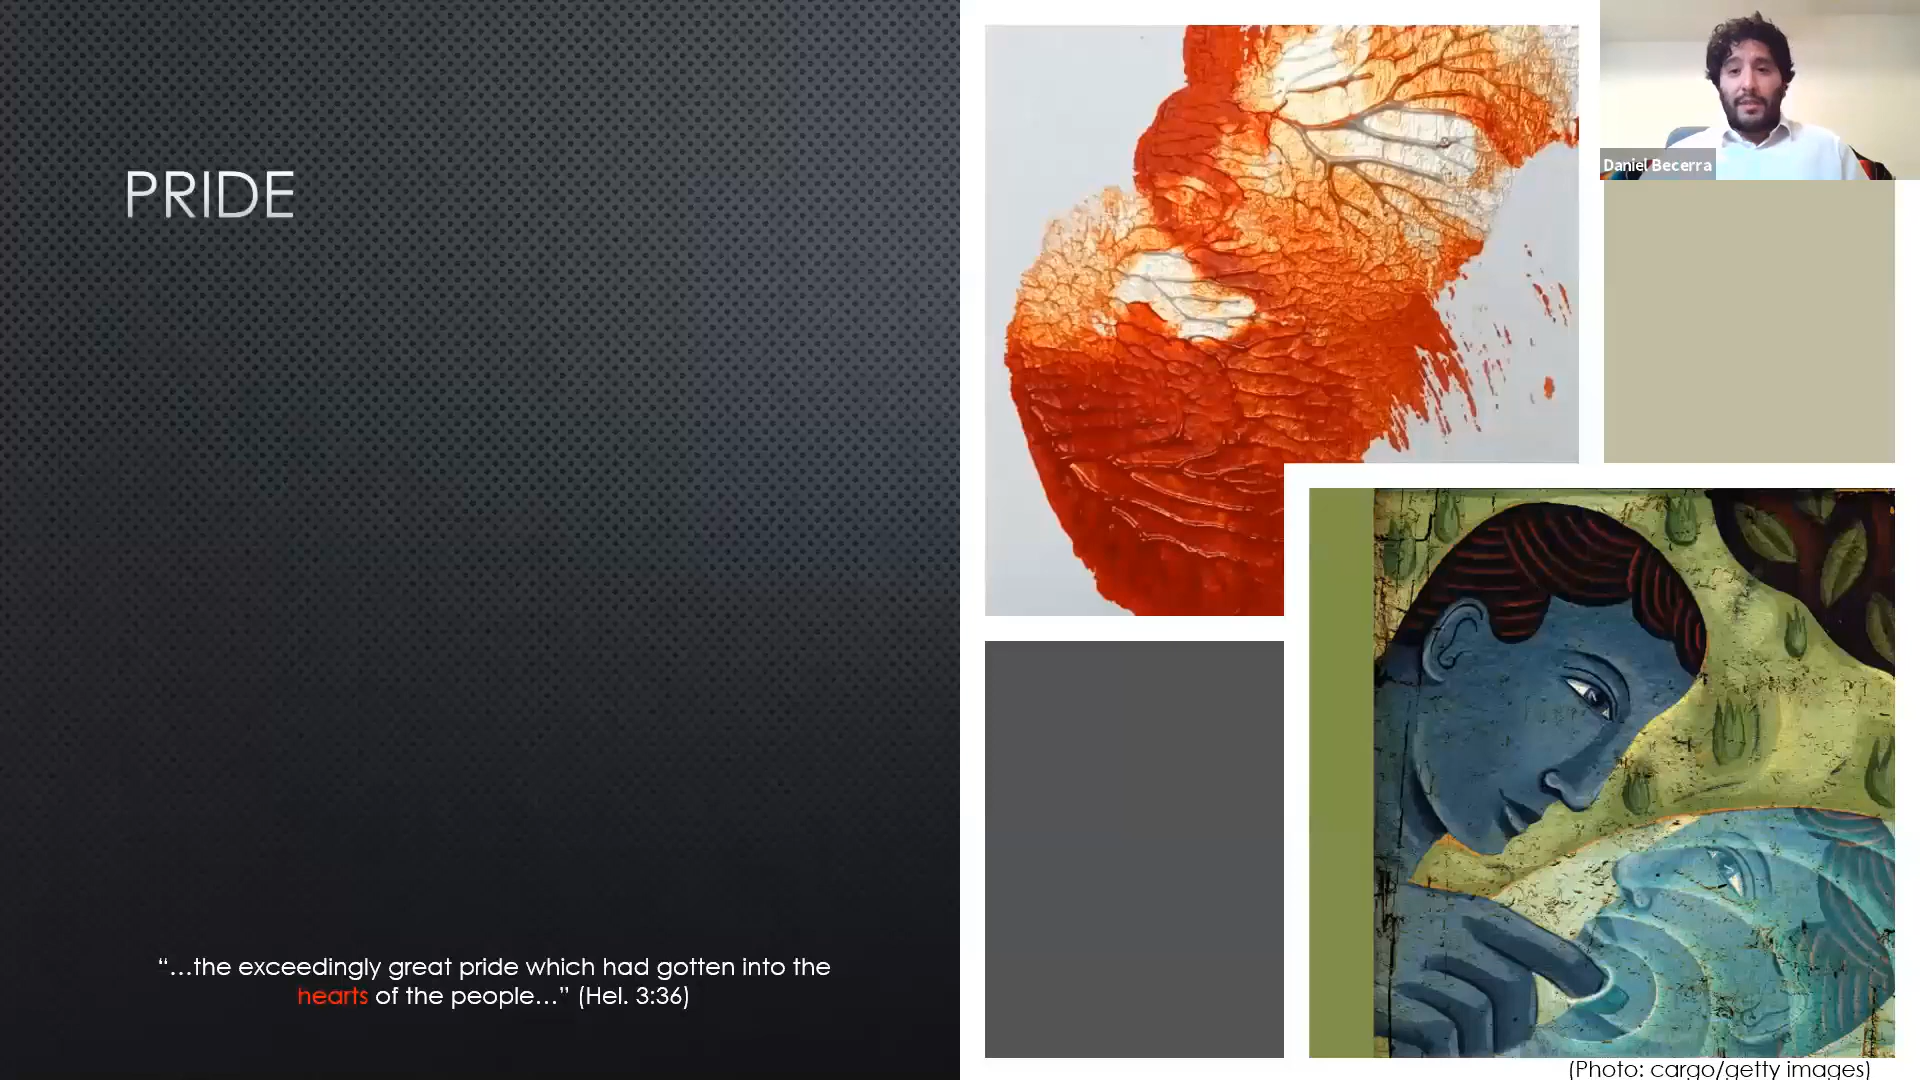 PRIDE
“…the exceedingly great pride which had gotten into the
hearts of the people…” (Hel. 3:36)
Daniel Becerra
(Photo: cargo/getty images)